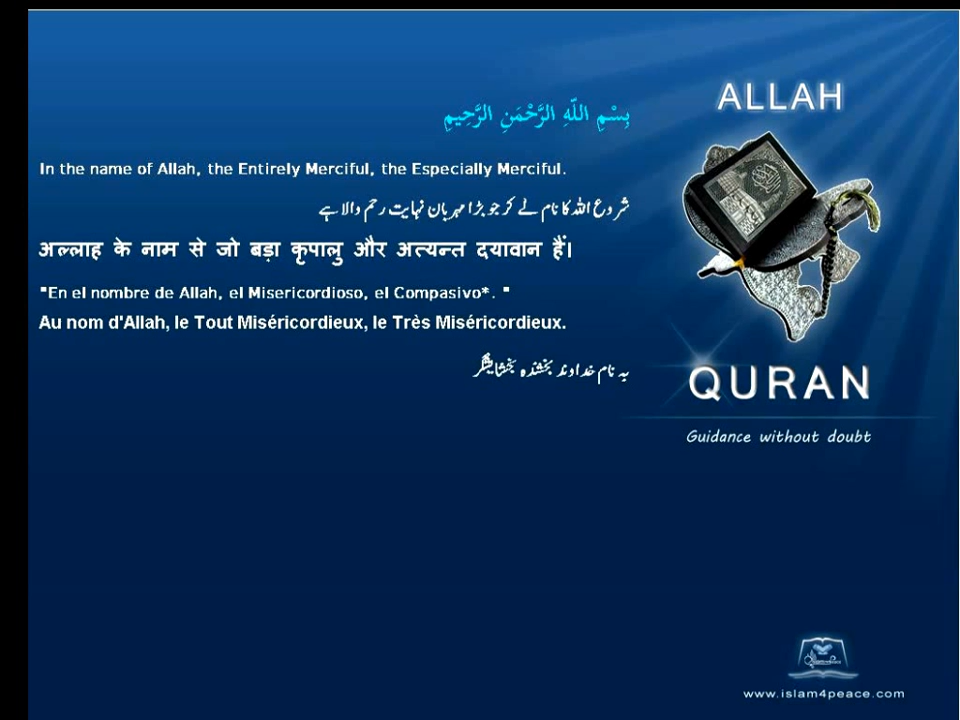 بِسْمِ اللّهِ الرَّحْمَنِ الرَّحِيمِ
In the name of Allah, the Entirely Merciful, the Especially Merciful.
شروع الله کا نام لے کر جو بڑا مہربان نہایت رحم والا ہے
अल्लाह के नाम से जो बड़ा कृपालु और अत्यन्त दयावान हैं।
"En el nombre de Allah, el Misericordioso, el Compasivo*. "
Au nom d'Allah, le Tout Miséricordieux, le Très Miséricordieux.
به نام خداوند بخشنده بخشایشگر
ALLAH
QURAN
Guidance without doubt
www.islam4peace.com